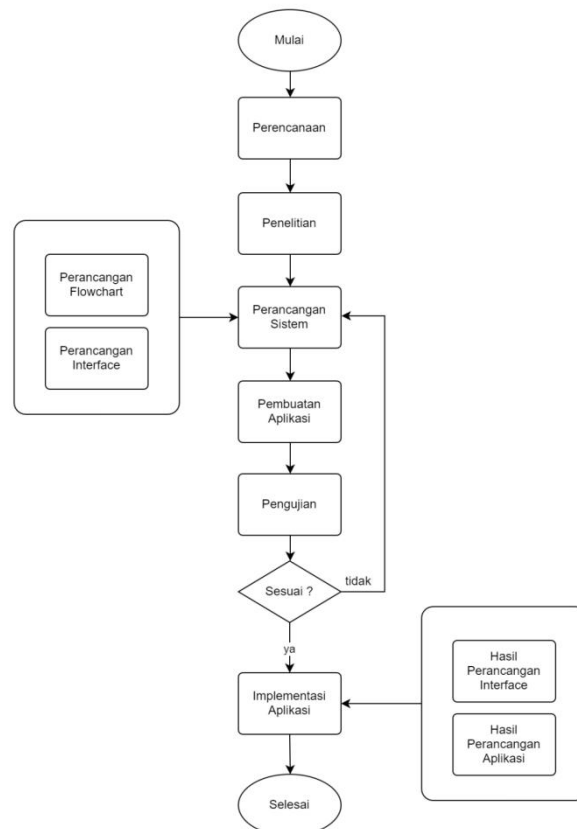 Mulai
Perencanaan
Penelitian
Perancangan
Flowchart
Perancangan
Interface
Perancangan
Sistem
Pembuatan
Aplikasi
Pengujian
Sesuai ?
tidak
ya
Implementasi
Aplikasi
Hasil
Perancangan
Interface
Hasil
Perancangan
Aplikasi
Selesai